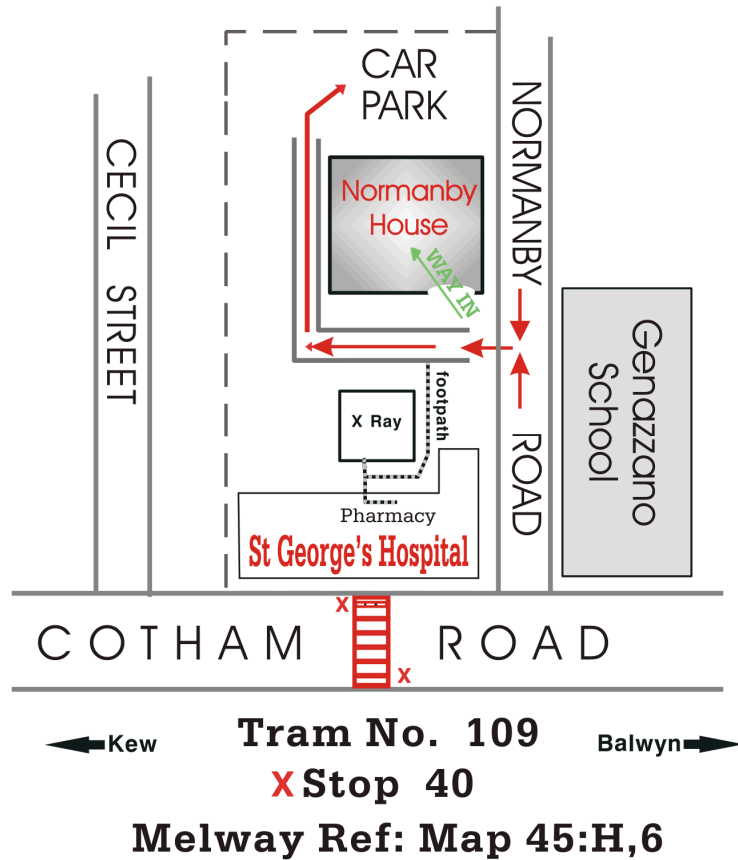 CAR
PARK
NORMANBY
ROAD
CECIL STREET
Normanby
House
WAY IN
Genazzano
School
footpath
X Ray
Pharmacy
St George's Hospital
X
COTHAM ROAD
X
Kew
Tram No. 109
Balwyn
X Stop 40
Melway Ref: Map 45:H,6